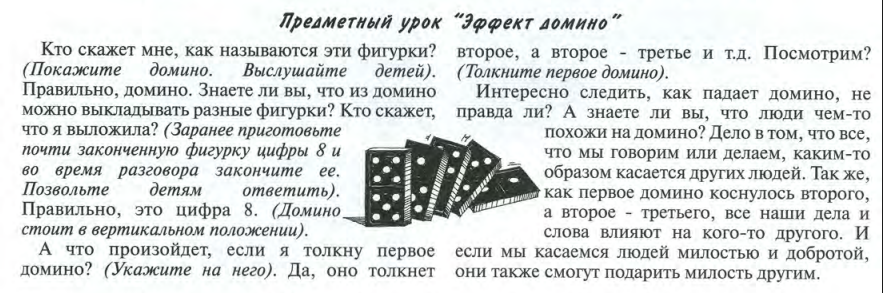 Предметный урок "Эффект домино"
Кто скажет мне, как называются эти фигурки?
(Покажите домино. Выслушайте детей).
Правильно, домино. Знаете ли вы, что из домино
можно выкладывать разные фигурки? Кто скажет,
что я выложила? (Заранее приготовьте
почти законченную фигурку цифры 8 и
во время разговора закончите ее.
Позвольте детям ответить).
Правильно, это цифра 8. (Домино
стоит в вертикальном положении).
А что произойдет, если я толкну первое
домино? (Укажите на него). Да, оно толкнет
второе, а второе - третье и т.д. Посмотрим?
(Толкните первое домино).
Интересно следить, как падает домино, не
правда ли? А знаете ли вы, что люди чем-то
похожи на домино? Дело в том, что все,
что мы говорим или делаем, каким-то
образом касается других людей. Так же,
как первое домино коснулось второго,
а второе - третьего, все наши дела и
слова влияют на кого-то другого. И
если мы касаемся людей милостью и добротой,
они также смогут подарить милость другим.